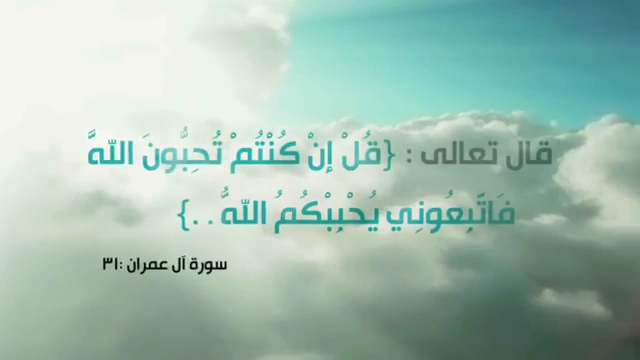 قال تعالى : {قُلْ إِنْ كُنْتُمْ تُحِبُّونَ اللَّهَ
فَاتَّبِعُونِي يُحْبِبْكُمُ اللَّهُ . .}
سورة آل عمران :٣١